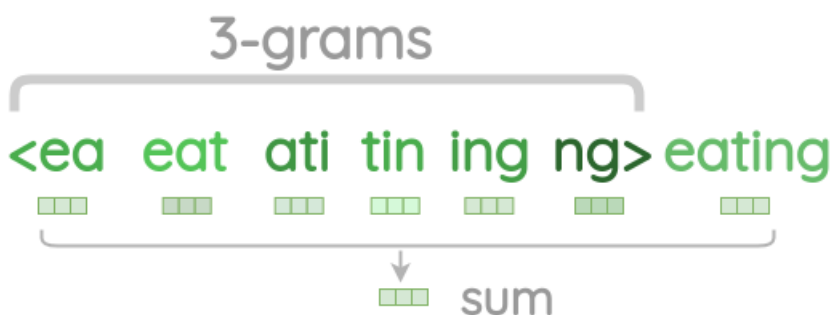 3-grams
<ea eat ati tin ing ng> eating
sum